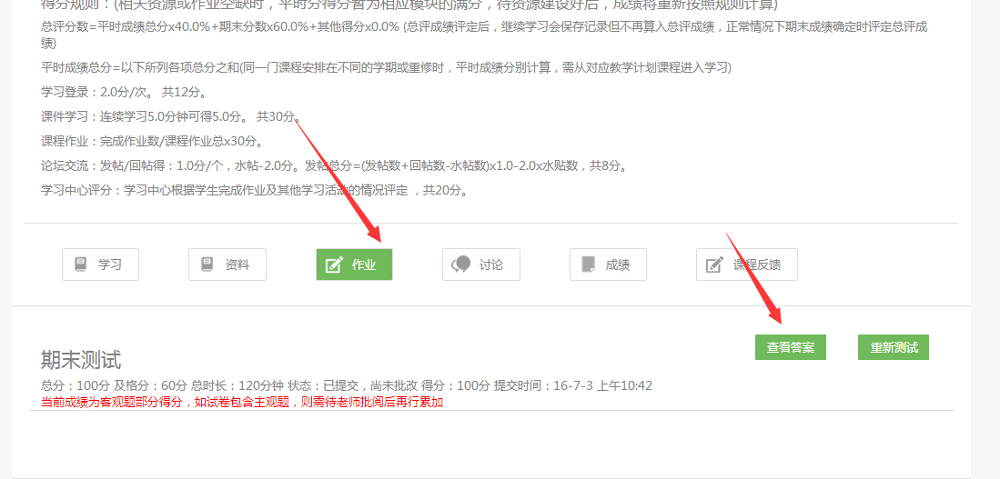 得分规则：(相关资源或作业空缺时，平时分得分暂为相应模块的满分，待资源建设好后，成绩将重新按照规则计算)
总评分数=平时成绩总分x40.0%+期末分数x60.0%+其他得分x0.0% (总评成绩评定后，继续学习会保存记录但不再算入总评成绩，正常情况下期末成绩确定时评定总评成
绩)
平时成绩总分=以下所列各项总分之和(同一门课程安排在不同的学期或重修时，平时成绩分别计算，需从对应教学计划课程进入学习)
学习登录：2.0分/次。 共12分。
课件学习：连续学习5.0分钟可得5.0分。 共30分。
课程作业：完成作业数/课程作业总x30分。
论坛交流：发帖/回帖得：1.0分/个，水帖-2.0分。发帖总分=(发帖数+回帖数-水帖数)x1.0-2.0x水贴数，共8分。
学习中心评分：学习中心根据学生完成作业及其他学习活动的情况评定 ，共20分。
学习 资料 作业 讨论 成绩 课程反馈
查看答案 重新测试
期末测试
总分：100分 及格分：60分 总时长：120分钟 状态：已提交，尚未批改 得分：100分 提交时间：16-7-3 上午10:42
当前成绩为客观题部分得分，如试卷包含主观题，则需待老师批阅后再行累加